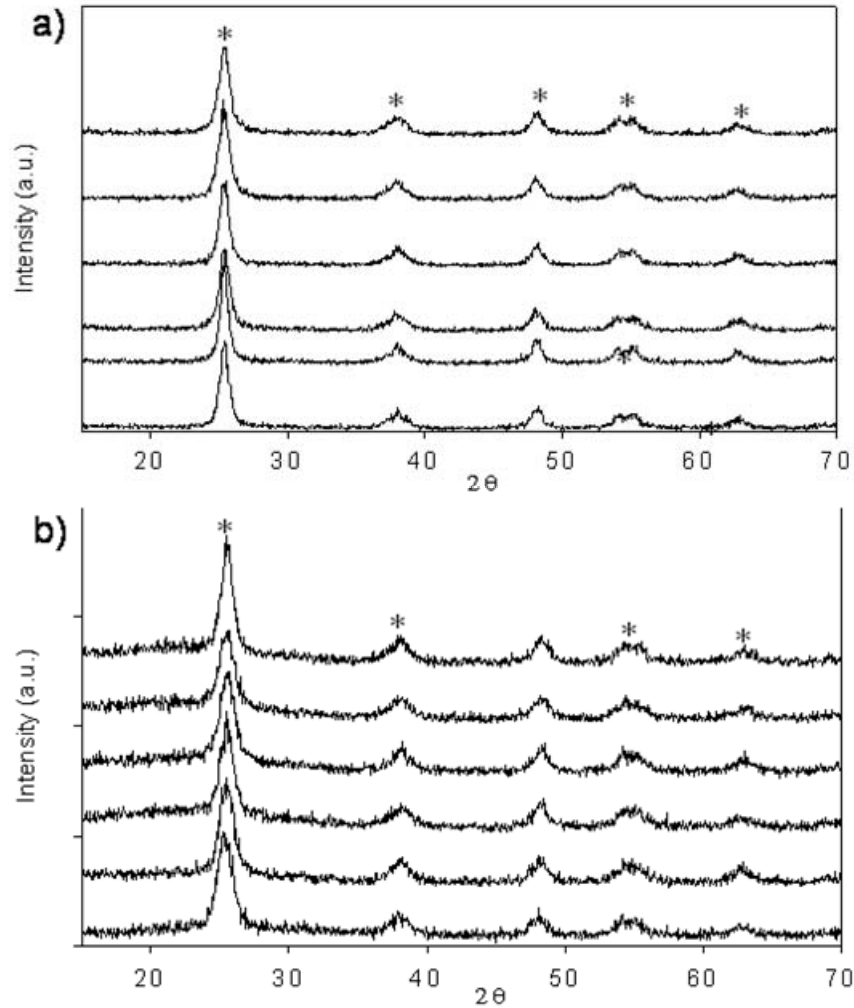 a)
* * * * *
Intensity (a.u.)
*
20 30 40 50 60 70
2θ
b)
* * * *
Intensity (a.u.)
20 30 40 50 60 70
2θ